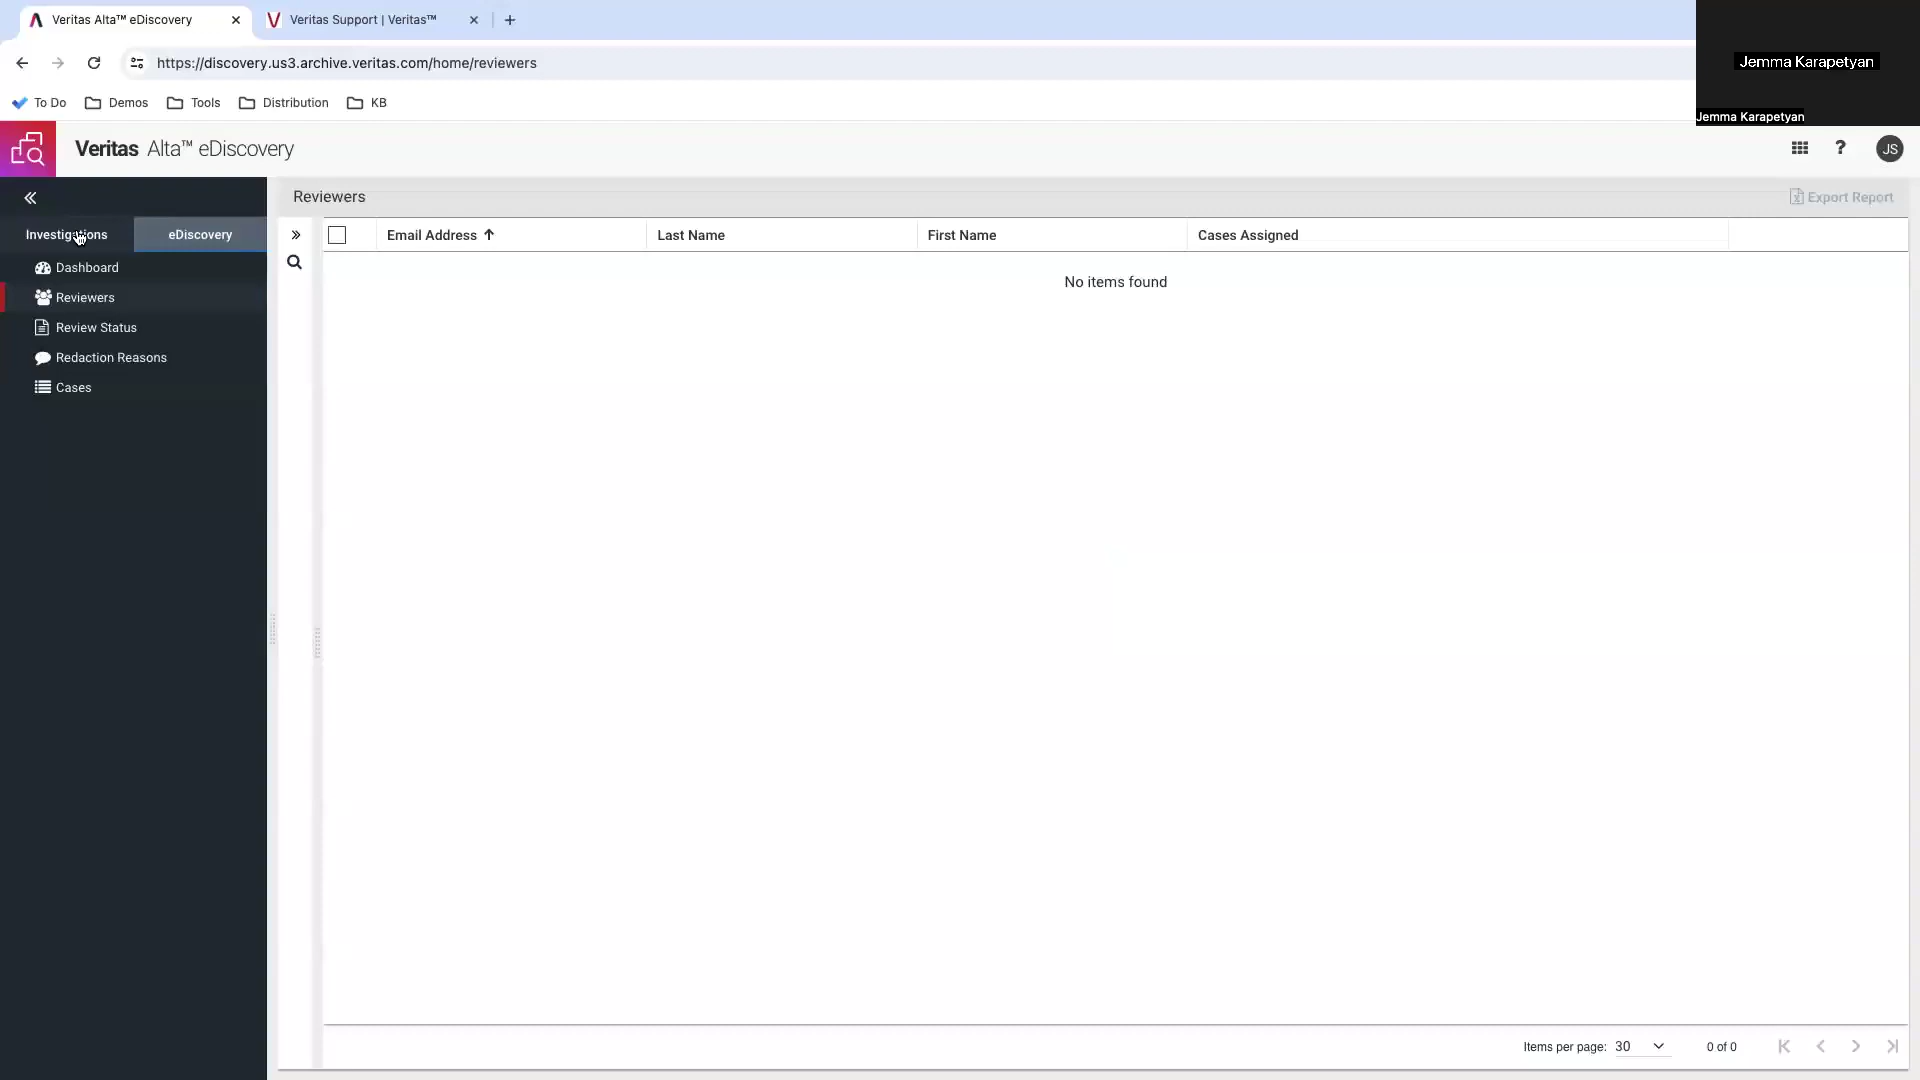 Veritas Alta™ eDiscovery
Veritas Support | Veritas™
https://discovery.us3.archive.veritas.com/home/reviewers
Jemma Karapetyan
To Do
Demos
Tools
Distribution
KB
Jemma Karapetyan
Veritas Alta™ eDiscovery
? JS
Reviewers
Export Report
Investigations
eDiscovery
Email Address
Last Name
First Name
Cases Assigned
Dashboard
No items found
Reviewers
Review Status
Redaction Reasons
Cases
Items per page: 30
0 of 0